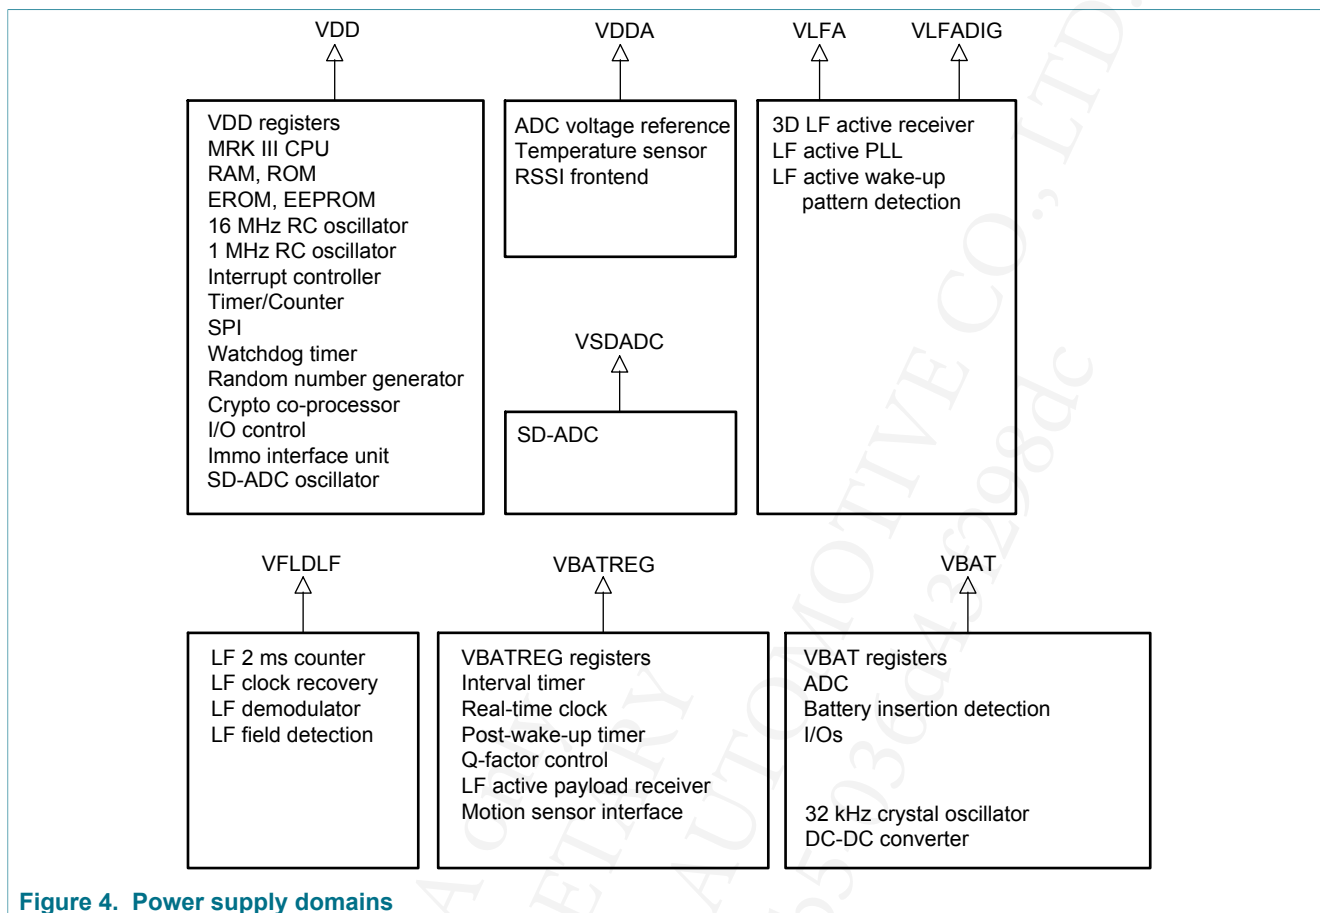 VDD
VDD registers
MRK III CPU
RAM, ROM
EROM, EEPROM
16 MHz RC oscillator
1 MHz RC oscillator
Interrupt controller
Timer/Counter
SPI
Watchdog timer
Random number generator
Crypto co-processor
I/O control
Immo interface unit
SD-ADC oscillator
VDDA
ADC voltage reference
Temperature sensor
RSSI frontend
VSDADC
SD-ADC
VLFA VLFADIG
3D LF active receiver
LF active PLL
LF active wake-up
pattern detection
VFLDLF
LF 2 ms counter
LF clock recovery
LF demodulator
LF field detection
VBATREG
VBATREG registers
Interval timer
Real-time clock
Post-wake-up timer
Q-factor control
LF active payload receiver
Motion sensor interface
VBAT
VBAT registers
ADC
Battery insertion detection
I/Os
32 kHz crystal oscillator
DC-DC converter
Figure 4. Power supply domains
AUTOMOTIVE CO., LTD.
only